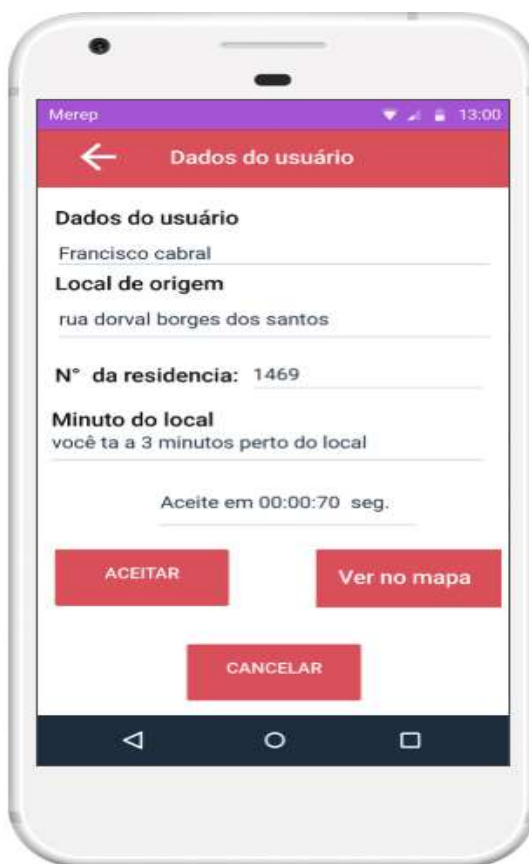 Merep 13:00
Dados do usuário
Dados do usuário
Francisco cabral
Local de origem
rua dorval borges dos santos
N° da residencia: 1469
Minuto do local
você ta a 3 minutos perto do local
Aceite em 00:00:70 seg.
ACEITAR Ver no mapa
CANCELAR